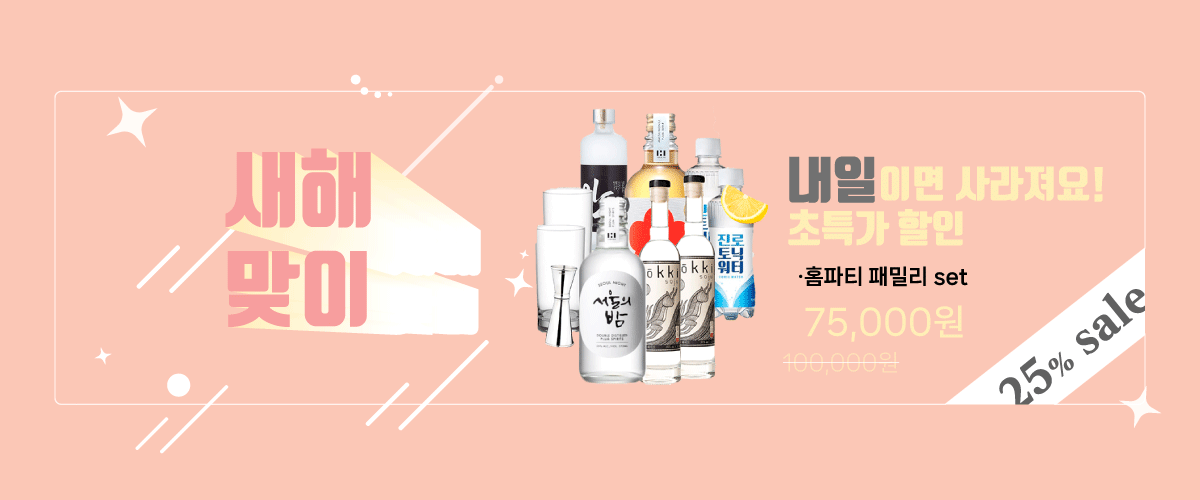 새해
맞이
내일이면 사라져요!
초특가 할인
·홈파티 패밀리 set
75,000원
100,000원
25% sale
SEOUL NIGHT
서울의
밤
ōkki
ōkki
진로
토닉
워터